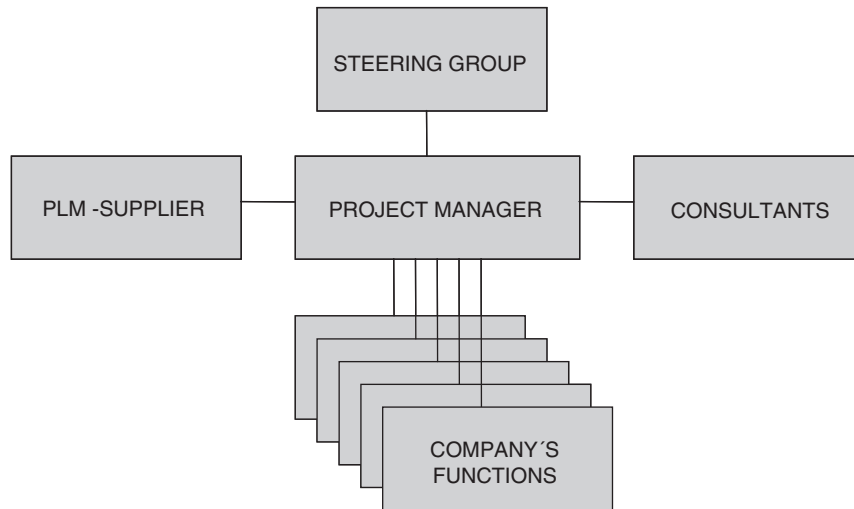 STEERING GROUP
PLM -SUPPLIER
PROJECT MANAGER
CONSULTANTS
COMPANY´S
FUNCTIONS